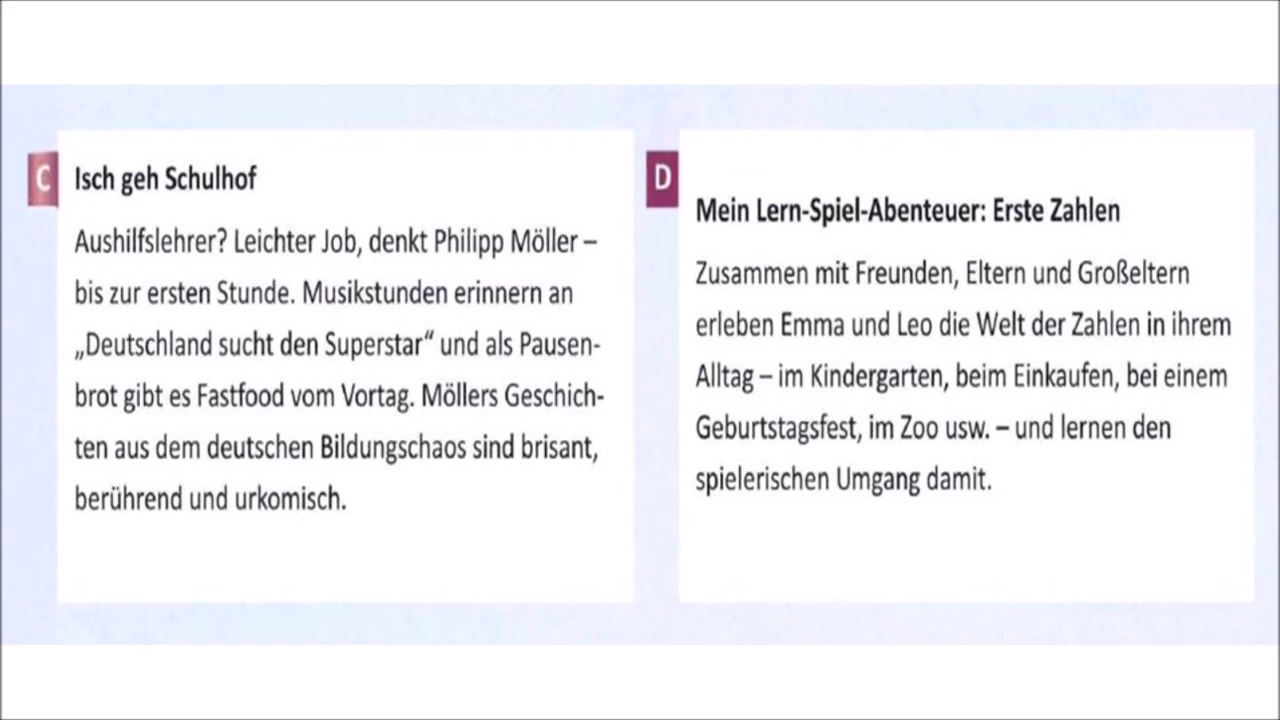 C
Isch geh Schulhof
Aushilfslehrer? Leichter Job, denkt Philipp Möller –
bis zur ersten Stunde. Musikstunden erinnern an
„Deutschland sucht den Superstar“ und als Pausen-
brot gibt es Fastfood vom Vortag. Möllers Geschich-
ten aus dem deutschen Bildungschaos sind brisant,
berührend und urkomisch.
D
Mein Lern-Spiel-Abenteuer: Erste Zahlen
Zusammen mit Freunden, Eltern und Großeltern
erleben Emma und Leo die Welt der Zahlen in ihrem
Alltag – im Kindergarten, beim Einkaufen, bei einem
Geburtstagsfest, im Zoo usw. – und lernen den
spielerischen Umgang damit.